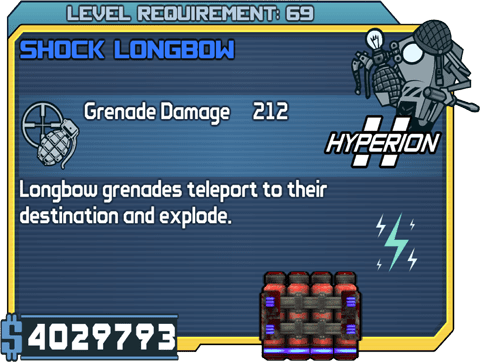 LEVEL REQUIREMENT: 69
SHOCK LONGBOW
Grenade Damage 212
HYPERION
Longbow grenades teleport to their
destination and explode.
$ 4029793